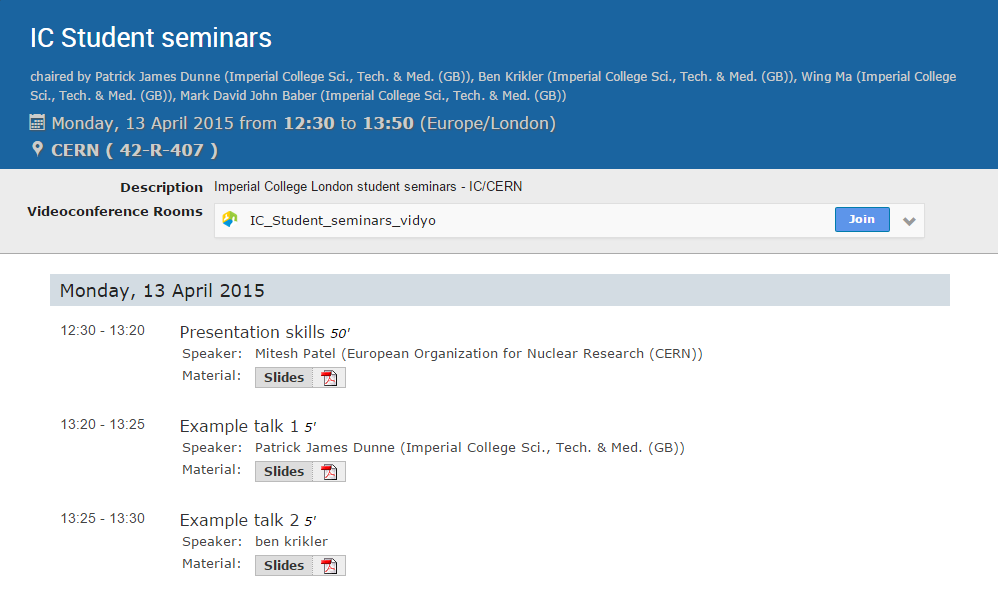 IC Student seminars
chaired by Patrick James Dunne (Imperial College Sci., Tech. & Med. (GB)), Ben Krikler (Imperial College Sci., Tech. & Med. (GB)), Wing Ma (Imperial College
Sci., Tech. & Med. (GB)), Mark David John Baber (Imperial College Sci., Tech. & Med. (GB))
Monday, 13 April 2015 from 12:30 to 13:50 (Europe/London)
CERN ( 42-R-407 )
Description Imperial College London student seminars - IC/CERN
Videoconference Rooms IC_Student_seminars_vidyo Join
Monday, 13 April 2015
12:30 - 13:20 Presentation skills 50'
Speaker: Mitesh Patel (European Organization for Nuclear Research (CERN))
Material: Slides
13:20 - 13:25 Example talk 1 5'
Speaker: Patrick James Dunne (Imperial College Sci., Tech. & Med. (GB))
Material: Slides
13:25 - 13:30 Example talk 2 5'
Speaker: ben krikler
Material: Slides